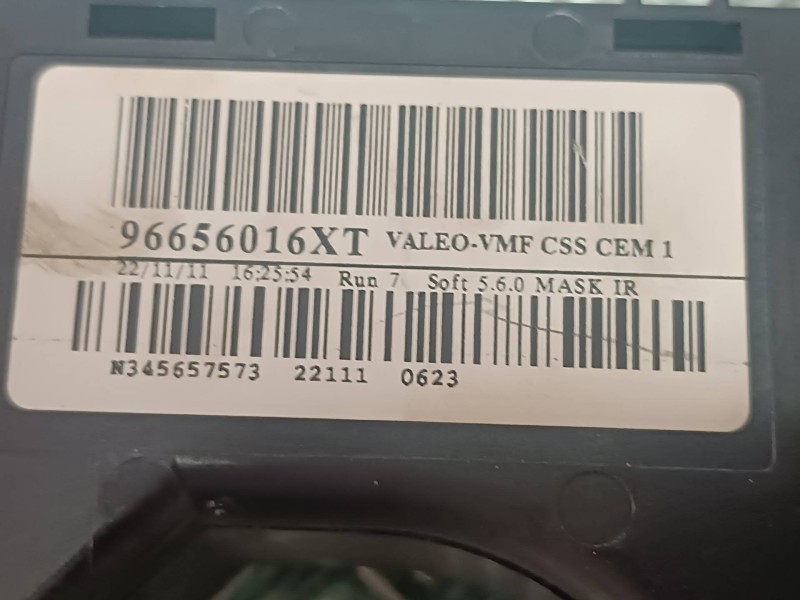 96656016XT VALEO-VMF CSS CEM 1
22/11/11 16:25:54 Run 7 Soft 5.6.0 MASK IR
N345657573 22111 0623